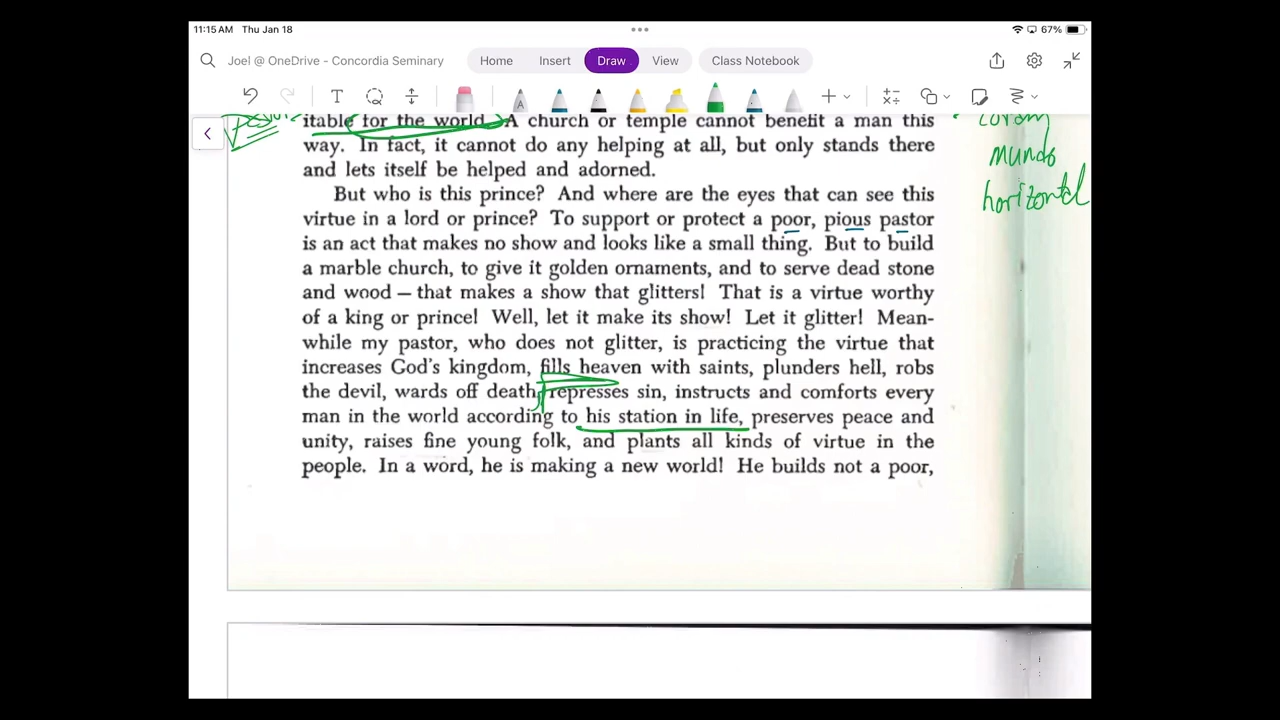 11:15 AM Thu Jan 18
67%
Joel @ OneDrive - Concordia Seminary
Home Insert Draw View Class Notebook
itable for the world. A church or temple cannot benefit a man this
way. In fact, it cannot do any helping at all, but only stands there
and lets itself be helped and adorned.
But who is this prince? And where are the eyes that can see this
virtue in a lord or prince? To support or protect a poor, pious pastor
is an act that makes no show and looks like a small thing. But to build
a marble church, to give it golden ornaments, and to serve dead stone
and wood — that makes a show that glitters! That is a virtue worthy
of a king or prince! Well, let it make its show! Let it glitter! Mean-
while my pastor, who does not glitter, is practicing the virtue that
increases God's kingdom, fills heaven with saints, plunders hell, robs
the devil, wards off death, represses sin, instructs and comforts every
man in the world according to his station in life, preserves peace and
unity, raises fine young folk, and plants all kinds of virtue in the
people. In a word, he is making a new world! He builds not a poor,
coram
mundo
horizontal